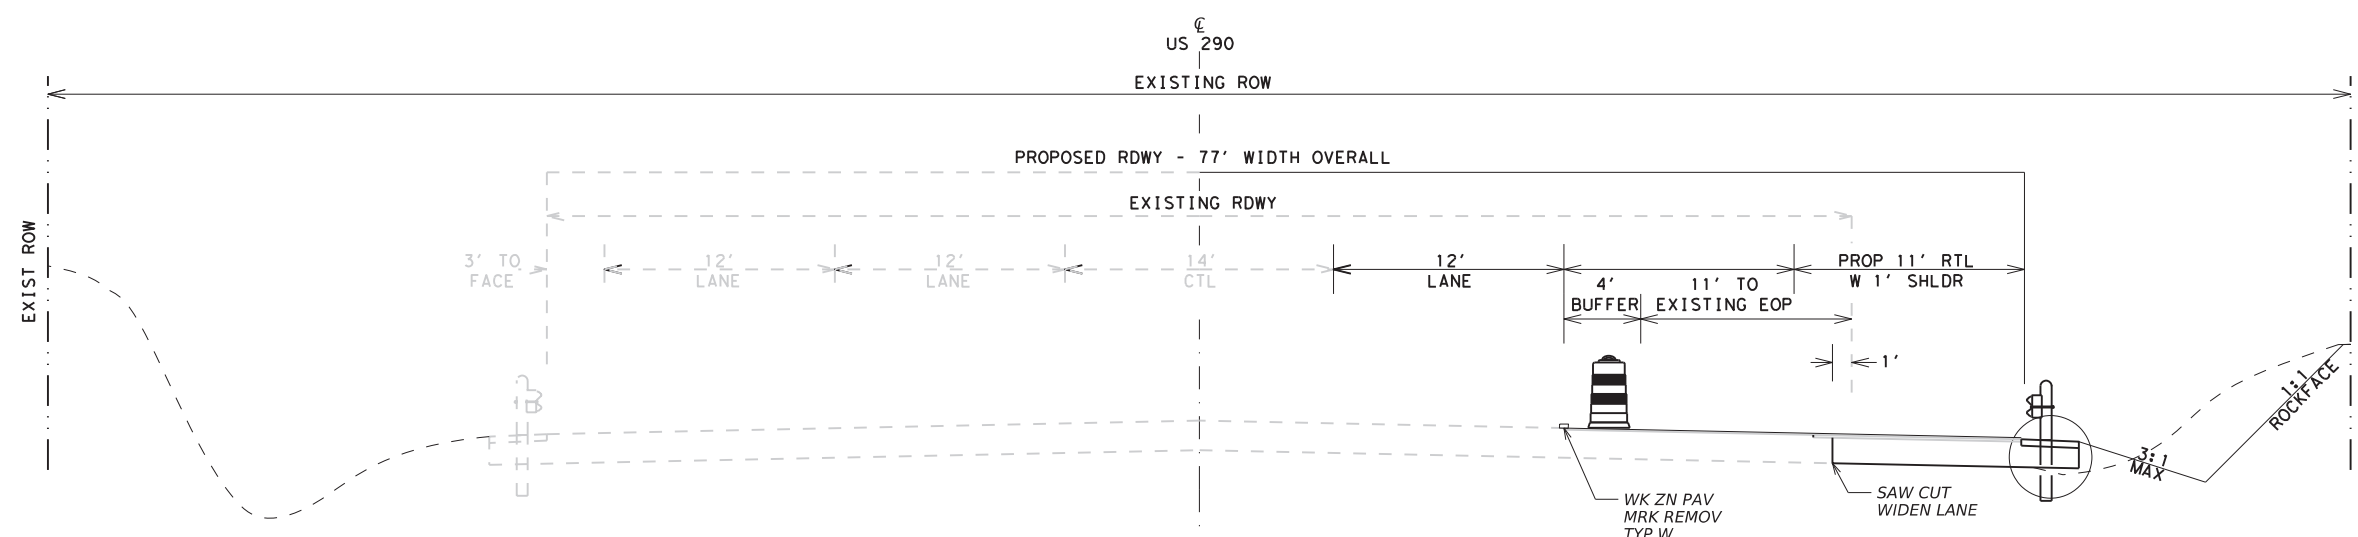 ℄
US 290
EXISTING ROW
PROPOSED RDWY - 77' WIDTH OVERALL
EXISTING RDWY
EXIST ROW
3' TO
FACE
12'
LANE
12'
LANE
14'
CTL
12'
LANE
4'
BUFFER
11' TO
EXISTING EOP
PROP 11' RTL
W 1' SHLDR
1'
1:1
ROCKFACE
3:1
MAX
WK ZN PAV
MRK REMOV
TYP W
SAW CUT
WIDEN LANE